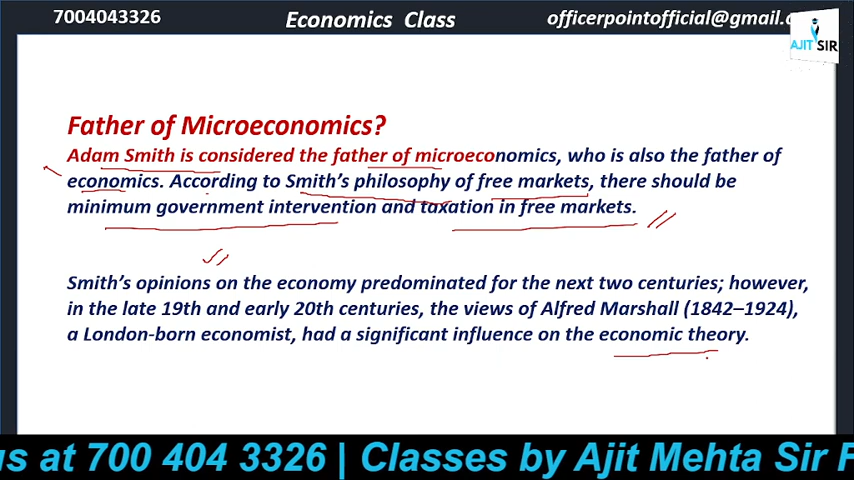 7004043326
Economics Class
officerpointofficial@gmail.c
AJIT SIR
Father of Microeconomics?
Adam Smith is considered the father of microeconomics, who is also the father of
economics. According to Smith's philosophy of free markets, there should be
minimum government intervention and taxation in free markets.
Smith's opinions on the economy predominated for the next two centuries; however,
in the late 19th and early 20th centuries, the views of Alfred Marshall (1842–1924),
a London-born economist, had a significant influence on the economic theory.
us at 700 404 3326 | Classes by Ajit Mehta Sir F